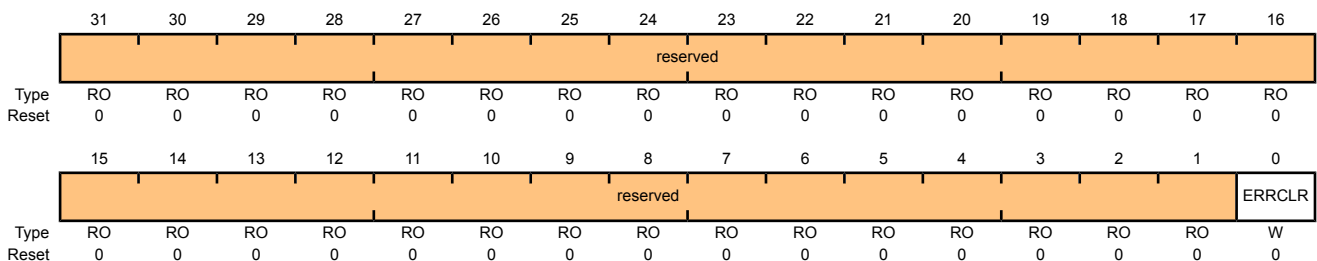 31 30 29 28 27 26 25 24 23 22 21 20 19 18 17 16
reserved
Type RO RO RO RO RO RO RO RO RO RO RO RO RO RO RO RO
Reset 0 0 0 0 0 0 0 0 0 0 0 0 0 0 0 0
15 14 13 12 11 10 9 8 7 6 5 4 3 2 1 0
reserved ERRCLR
Type RO RO RO RO RO RO RO RO RO RO RO RO RO RO RO W
Reset 0 0 0 0 0 0 0 0 0 0 0 0 0 0 0 0